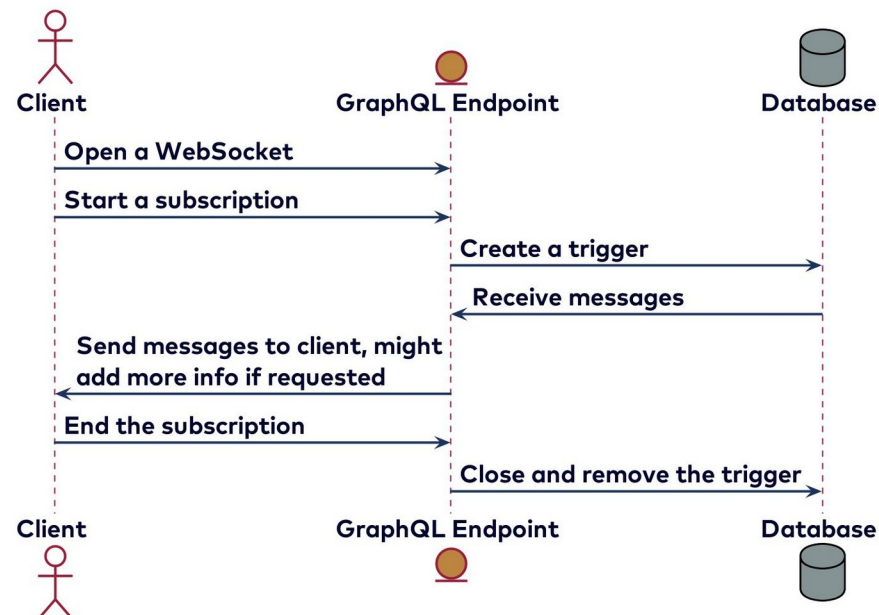 Client
GraphQL Endpoint
Database
Open a WebSocket
Start a subscription
Create a trigger
Receive messages
Send messages to client, might
add more info if requested
End the subscription
Close and remove the trigger
Client
GraphQL Endpoint
Database